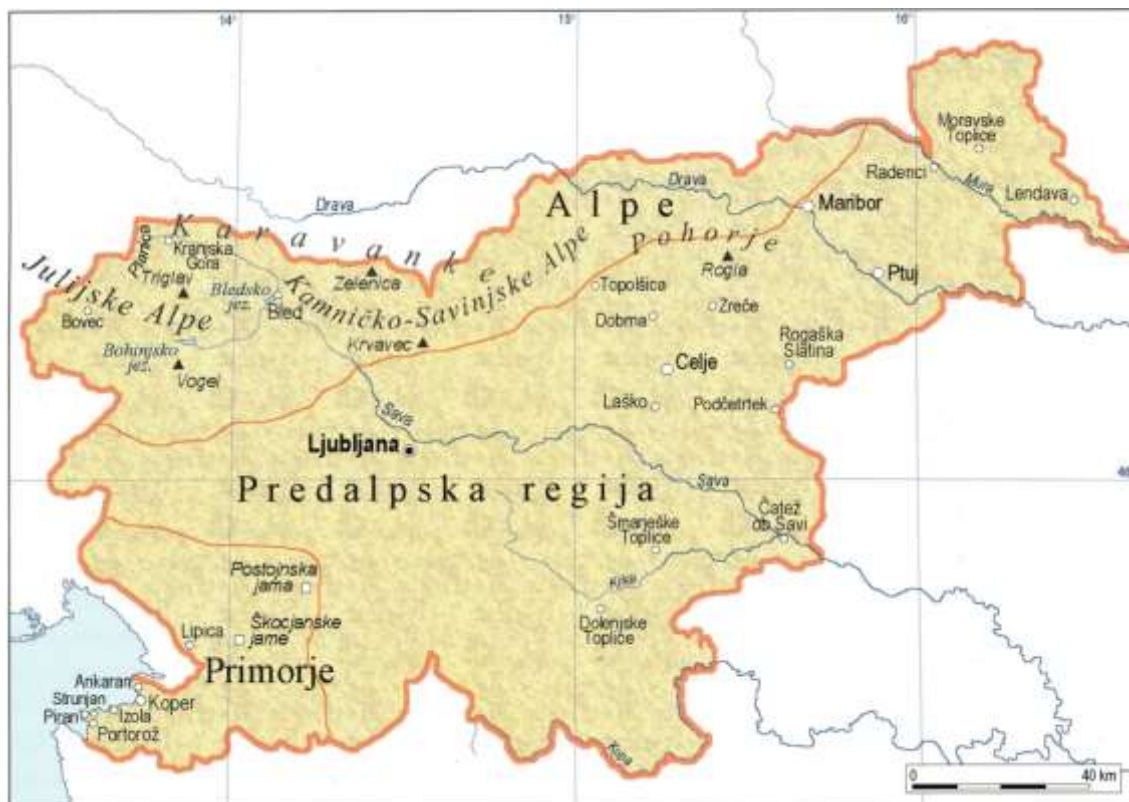 14°
15
16
Moravske
Toplice
Radenci
Mura
Lendava
Drava
Drava
Alpe
Maribor
Karavanke
Pohorje
Planica
Kranjska
Gora
Zelenica
Rogla
Ptuj
Julijske Alpe
Triglav
Bledsko
jez.
Bled
Kamničko-Savinjske Alpe
Topolšica
Zreče
Bovec
Dobrna
Rogaška
Slatina
Bohinjsko
jez.
Krvavec
Vogel
Celje
Laško
Podčetrtek
Sava
Ljubljana
Predalpska regija
Sava
Čatež
ob Savi
Šmarješke
Toplice
Krka
Postojnska
jama
Dolenjske
Toplice
Škocjanske
jame
Lipica
Primorje
Ankaran
Strunjan
Koper
Piran
Izola
Portorož
Kupa
0
40 km